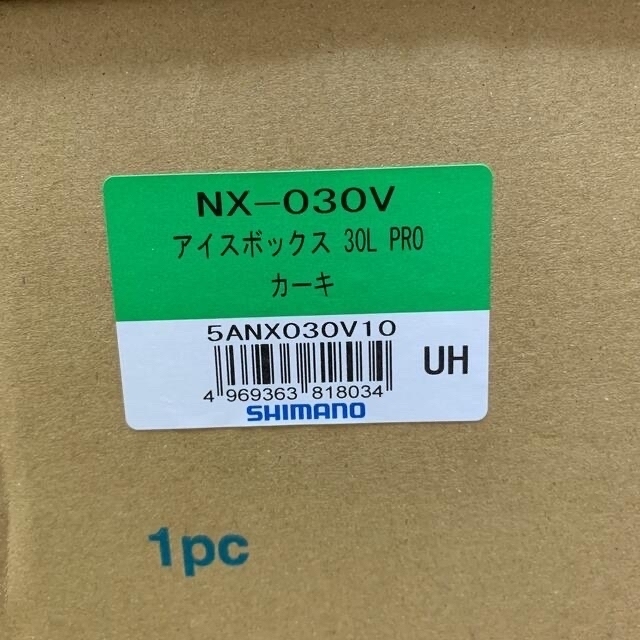 NX-030V
アイスボックス 30L PRO
カーキ
5ANX030V10
UH
4 969363 818034
SHIMANO
1pc